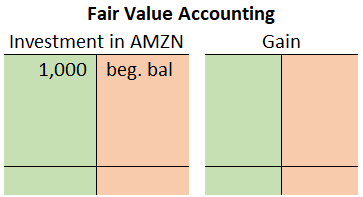 Fair Value Accounting
Investment in AMZN
Gain
1,000 beg. bal